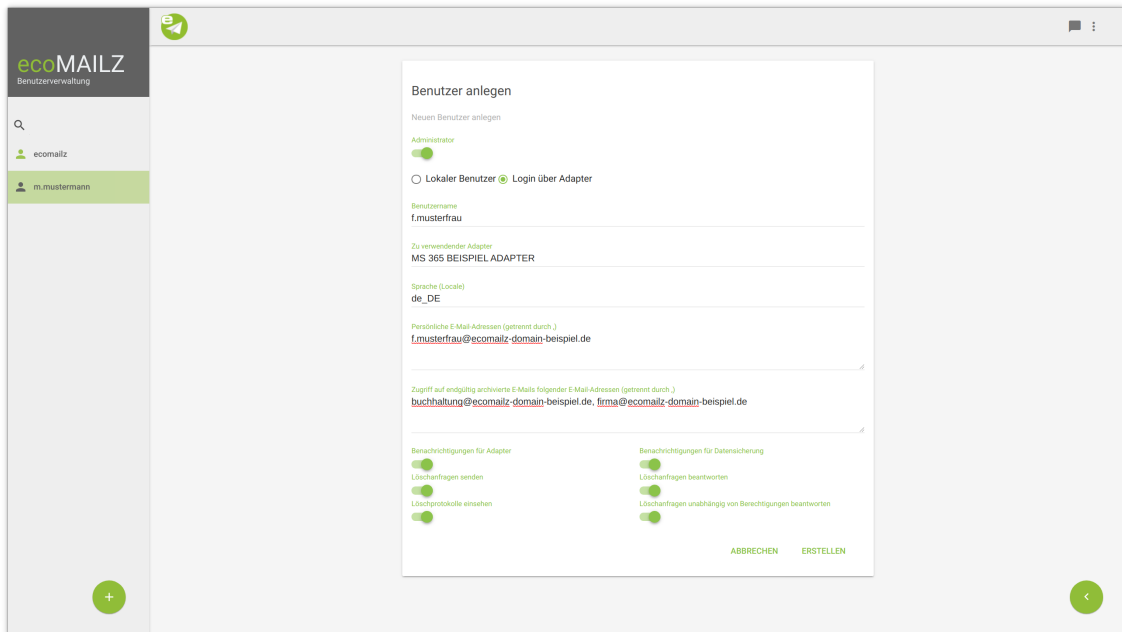 ecoMAILZ
Benutzerverwaltung
ecomailz
m.mustermann
Benutzer anlegen
Neuen Benutzer anlegen
Administrator
Lokaler Benutzer Login über Adapter
Benutzername
f.musterfrau
Zu verwendender Adapter
MS 365 BEISPIEL ADAPTER
Sprache (Locale)
de_DE
Persönliche E-Mail-Adressen (getrennt durch ,)
f.musterfrau@ecomailz-domain-beispiel.de
Zugriff auf endgültig archivierte E-Mails folgender E-Mail-Adressen (getrennt durch ,)
buchhaltung@ecomailz-domain-beispiel.de, firma@ecomailz-domain-beispiel.de
Benachrichtigungen für Adapter Benachrichtigungen für Datensicherung
Löschanfragen senden Löschanfragen beantworten
Löschprotokolle einsehen Löschanfragen unabhängig von Berechtigungen beantworten
ABBRECHEN ERSTELLEN